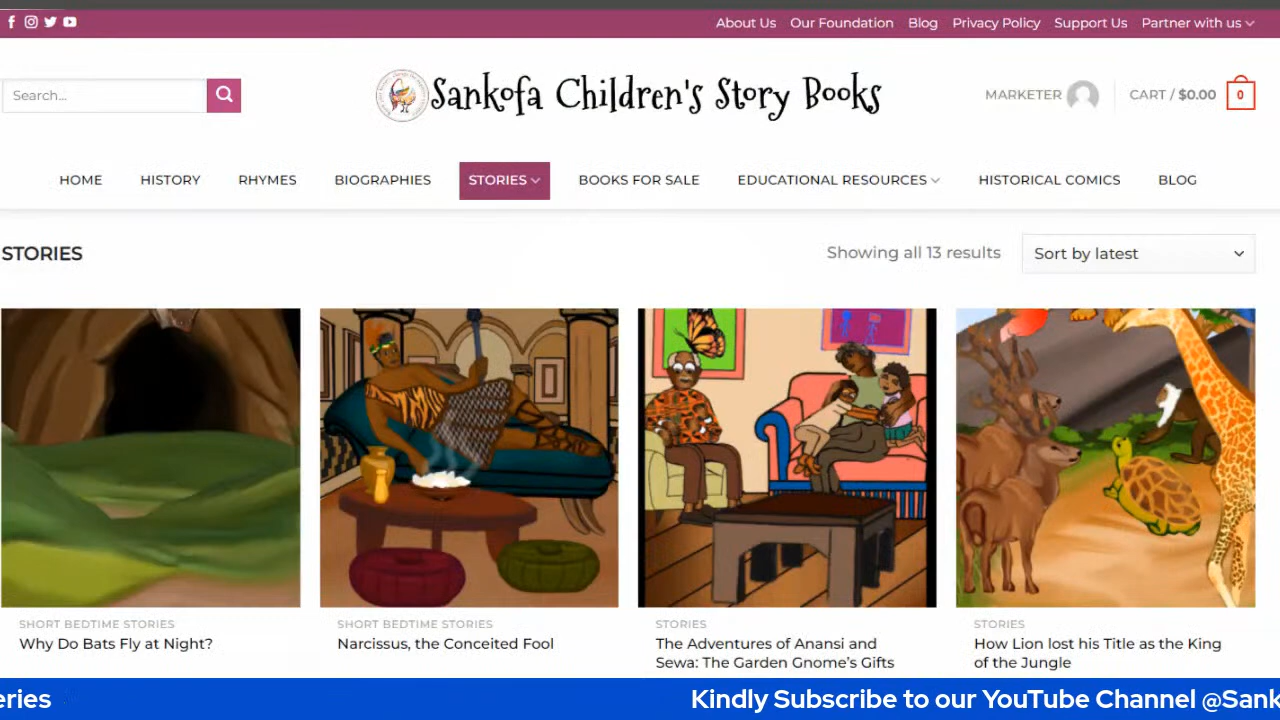 About Us Our Foundation Blog Privacy Policy Support Us Partner with us
Search...
Sankofa Children's Story Books
MARKETER
CART / $0.00
0
HOME HISTORY RHYMES BIOGRAPHIES STORIES BOOKS FOR SALE EDUCATIONAL RESOURCES HISTORICAL COMICS BLOG
STORIES
Showing all 13 results
Sort by latest
SHORT BEDTIME STORIES
Why Do Bats Fly at Night?
SHORT BEDTIME STORIES
Narcissus, the Conceited Fool
STORIES
The Adventures of Anansi and
Sewa: The Garden Gnome’s Gifts
STORIES
How Lion lost his Title as the King
of the Jungle
eries
Kindly Subscribe to our YouTube Channel @Sank